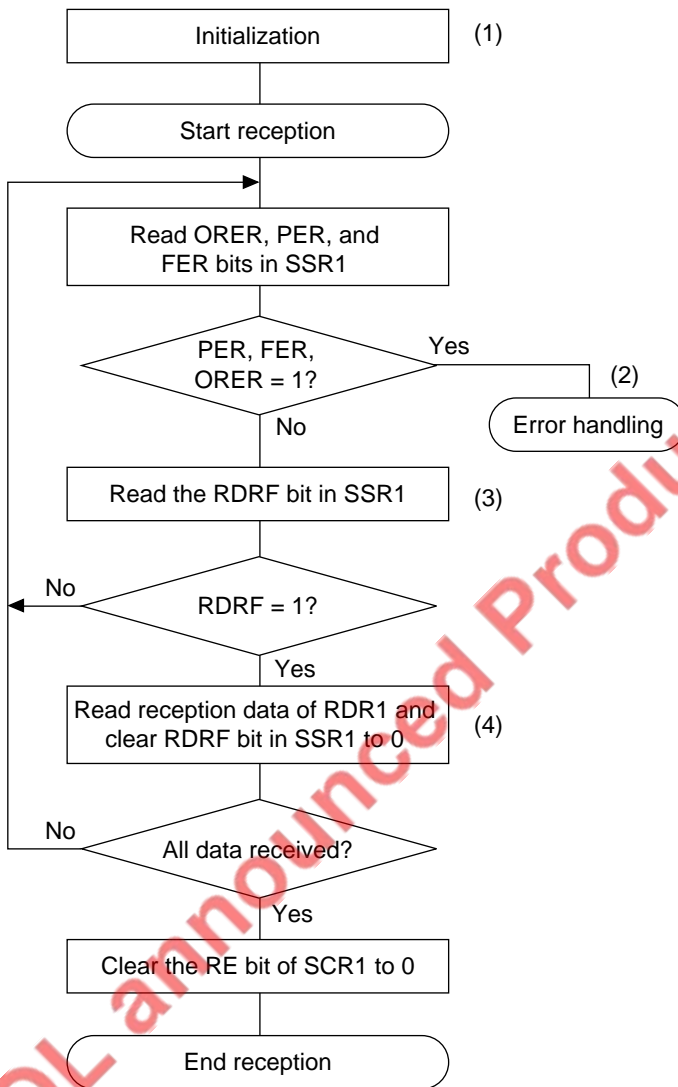 Initialization
(1)
Start reception
Read ORER, PER, and
FER bits in SSR1
PER, FER,
ORER = 1?
Yes
(2)
Error handling
No
Read the RDRF bit in SSR1
(3)
No
RDRF = 1?
Yes
Read reception data of RDR1 and
clear RDRF bit in SSR1 to 0
(4)
No
All data received?
Yes
Clear the RE bit of SCR1 to 0
End reception
OL announced Produ